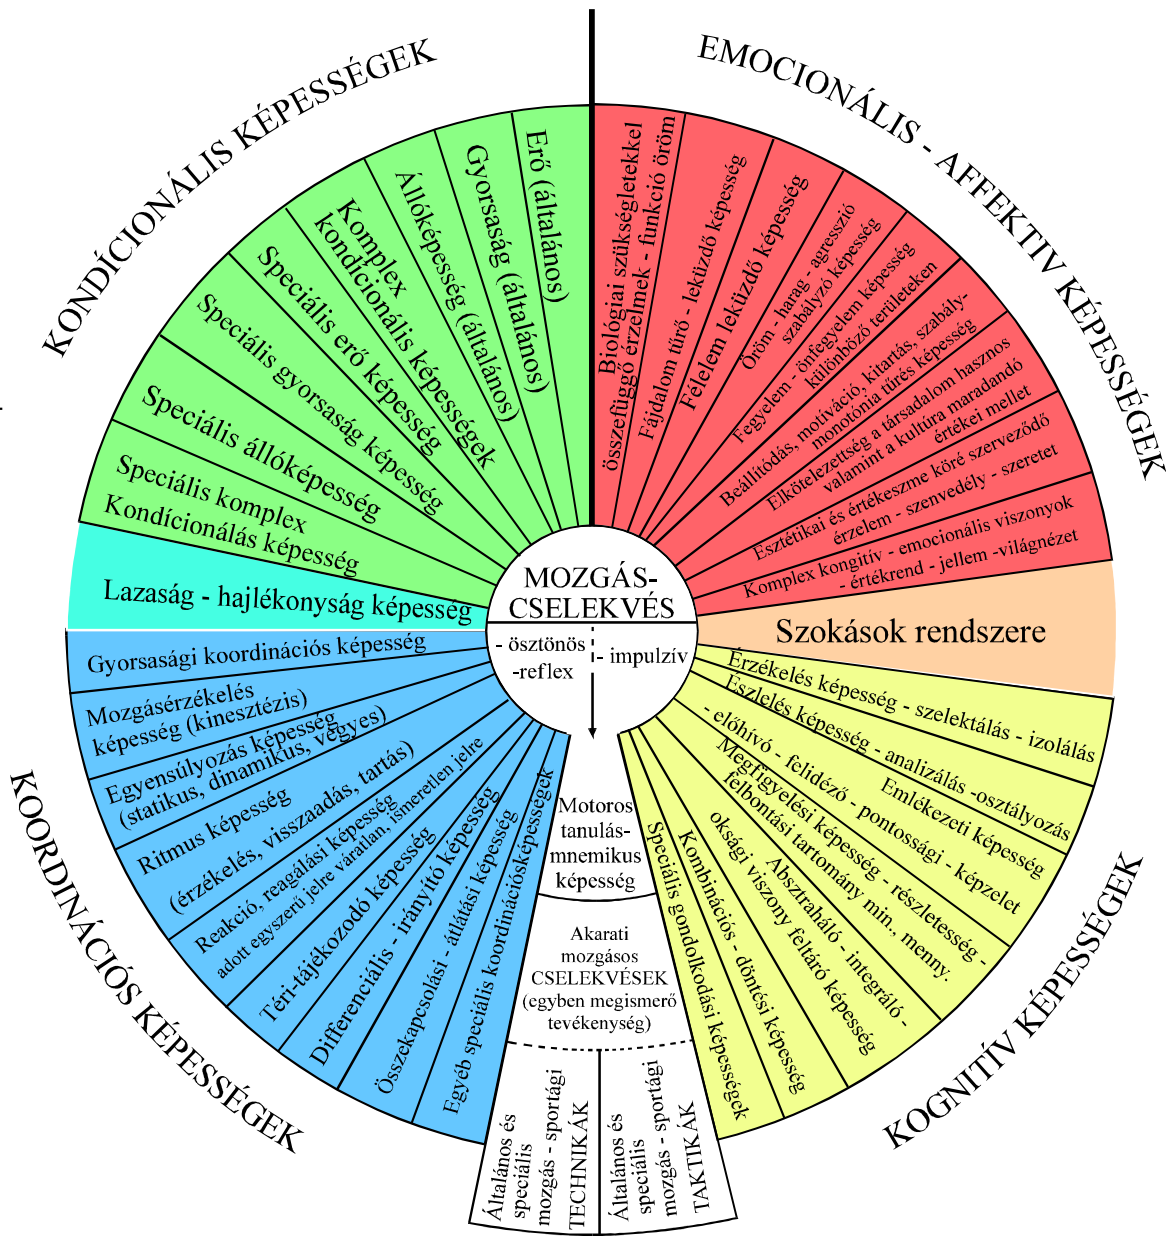 KONDÍCIONÁLIS KÉPESSÉGEK
Erő (általános)
Gyorsaság (általános)
Állóképesség (általános)
Komplex
kondícionális képességek
Speciális erő képesség
Speciális gyorsaság képesség
Speciális állóképesség
Speciális komplex
Kondícionálás képesség
Lazaság - hajlékonyság képesség
EMOCIONÁLIS - AFFEKTIV KÉPESSÉGEK
Biológiai szükségletekkel
összefüggő érzelmek - funkció öröm
Fájdalom tűrő - leküzdő képesség
Félelem leküzdő képesség
Öröm - harag - agresszió
szabályzó képesség
Fegyelem - önfegyelem képesség
különböző területeken
Beállítódás, motíváció, kitartás, szabály-
monotónia tűrés képesség
Elkötelezettség a társadalom hasznos
valamint a kultúra maradandó
értékei mellet
Esztétikai és értékeszme köré szerveződő
érzelem - szenvedély - szeretet
Komplex kongitív - emocionális viszonyok
- értékrend - jellem -világnézet
Szokások rendszere
MOZGÁS-
CSELEKVÉS
- ösztönös
-reflex
- impulzív
KOORDINÁCIÓS KÉPESSÉGEK
Gyorsasági koordinációs képesség
Mozgásérzékelés
képesség (kinesztézis)
Egyensúlyozás képesség
(statikus, dinamikus, vegyes)
Ritmus képesség
(érzékelés, visszaadás, tartás)
Reakció, reagálási képesség
adott egyszerű jelre váratlan, ismeretlen jelre
Téri-tájékozodó képesség
Differenciális - irányító képesség
Összekapcsolási - átlátási képesség
Egyéb speciális koordinációsképességek
KOGNITÍV KÉPESSÉGEK
Érzékelés képesség - szelektálás - izolálás
Eszlelés képesség - analizálás -osztályozás
Emlékezeti képesség
- előhívó - felidéző - pontossági - képzelet
Megfigyelési képesség - részletesség -
felbontási tartomány min., menny.
Absztraháló - integráló -
oksági viszony feltáró képesség
Kombinációs - döntési képesség
Speciális gondolkodási képességek
Motoros
tanulás-
mnemikus
képesség
Akarati
mozgásos
CSELEKVÉSEK
(egyben megismerő
tevékenység)
Általános és
speciális
mozgás - sportági
TECHNIKÁK
Általános és
speciális
mozgás - sportági
TAKTIKÁK